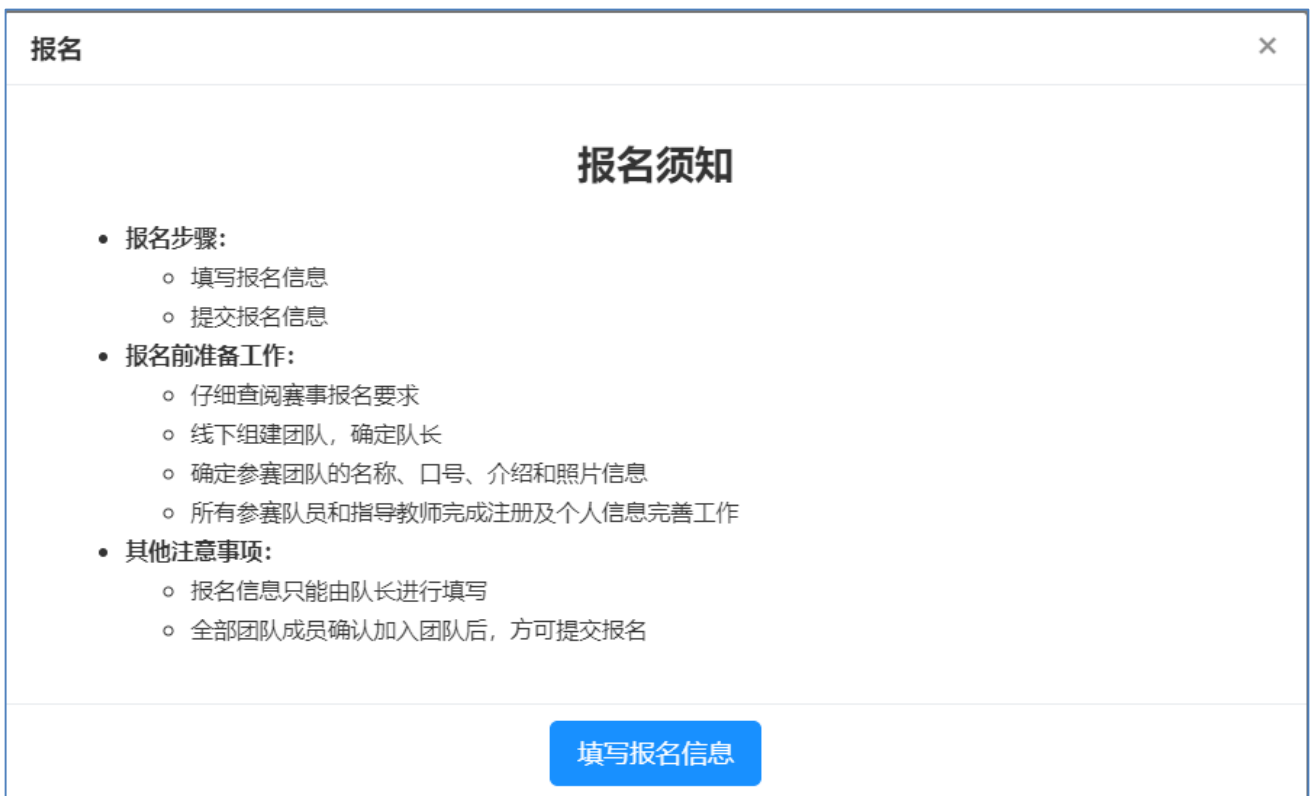 报名
报名须知
报名步骤：
填写报名信息
提交报名信息
报名前准备工作：
仔细查阅赛事报名要求
线下组建团队，确定队长
确定参赛团队的名称、口号、介绍和照片信息
所有参赛队员和指导教师完成注册及个人信息完善工作
其他注意事项：
报名信息只能由队长进行填写
全部团队成员确认加入团队后，方可提交报名
填写报名信息